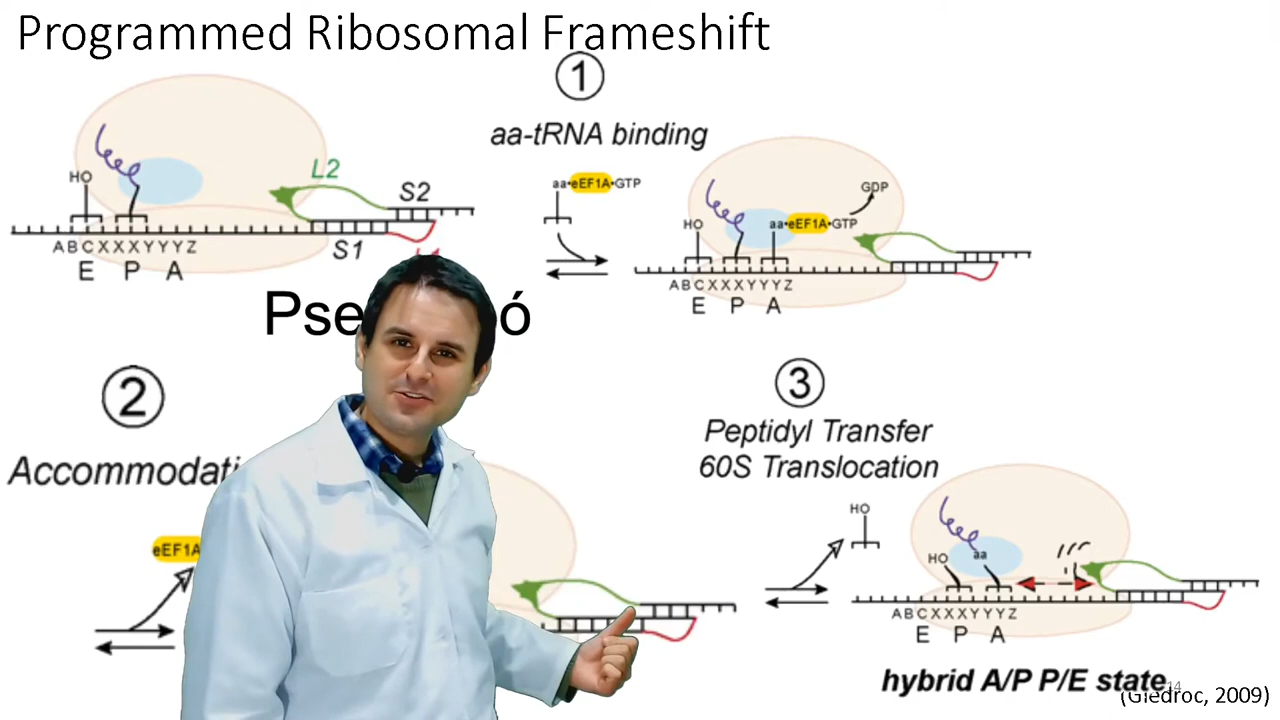 Programmed Ribosomal Frameshift
1
aa-tRNA binding
HO
L2
S2
S1
ABCXXXYYYZ
E P A
aa•eEF1A•GTP
GDP
HO
aa•eEF1A•GTP
ABCXXXYYYZ
E P A
2
3
Peptidyl Transfer
60S Translocation
eEF1A
HO
HO
aa
ABCXXXYYYZ
E P A
hybrid A/P P/E state
14
(Giedroc, 2009)